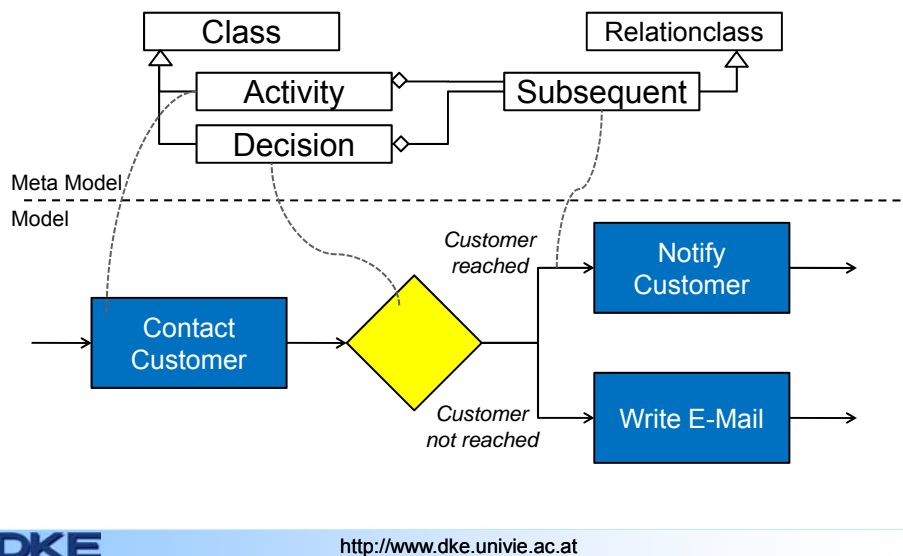 Class
Relationclass
Activity
Subsequent
Decision
Meta Model
Model
Customer
reached
Notify
Customer
Contact
Customer
Customer
not reached
Write E-Mail
DKE
http://www.dke.univie.ac.at